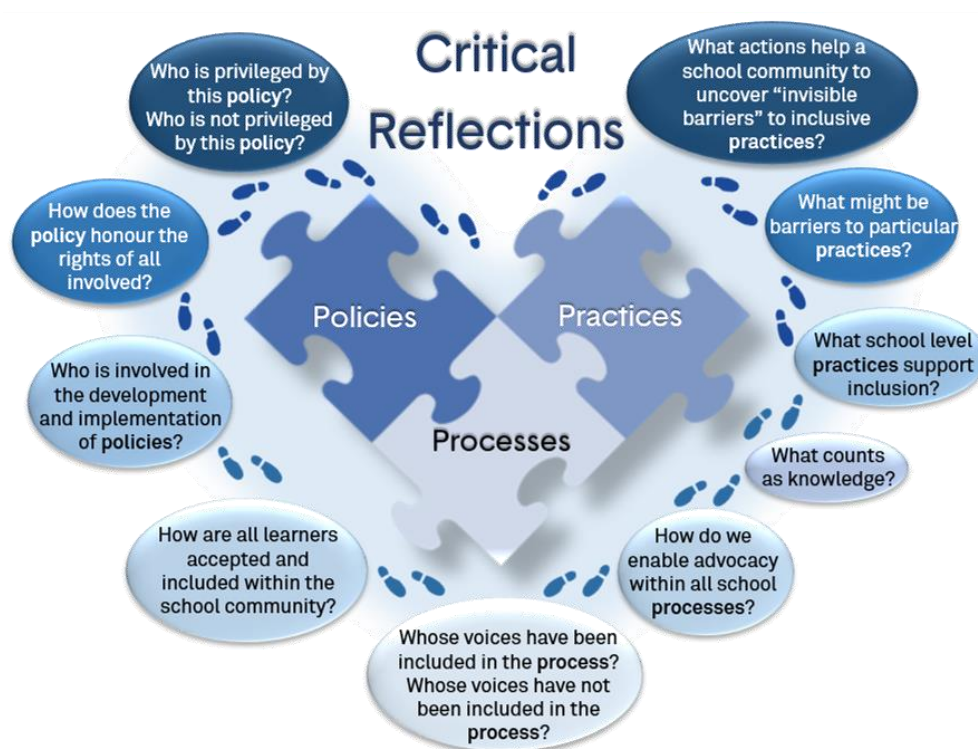 Critical
Reflections
Who is privileged by
this policy?
Who is not privileged
by this policy?
What actions help a
school community to
uncover “invisible
barriers” to inclusive
practices?
How does the
policy honour the
rights of all
involved?
What might be
barriers to particular
practices?
Policies
Practices
Processes
Who is involved in
the development
and implementation
of policies?
What school level
practices support
inclusion?
What counts
as knowledge?
How are all learners
accepted and
included within the
school community?
How do we
enable advocacy
within all school
processes?
Whose voices have been
included in the process?
Whose voices have not
been included in the
process?